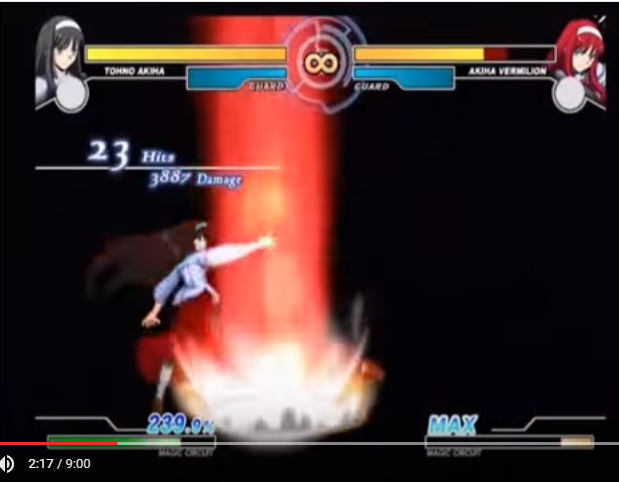 TOHNO AKIHA
AKIHA VERMILION
GUARD
GUARD
23 Hits
3887 Damage
239.9%
MAX
MAGIC CIRCUIT
MAGIC CIRCUIT
2:17 / 9:00